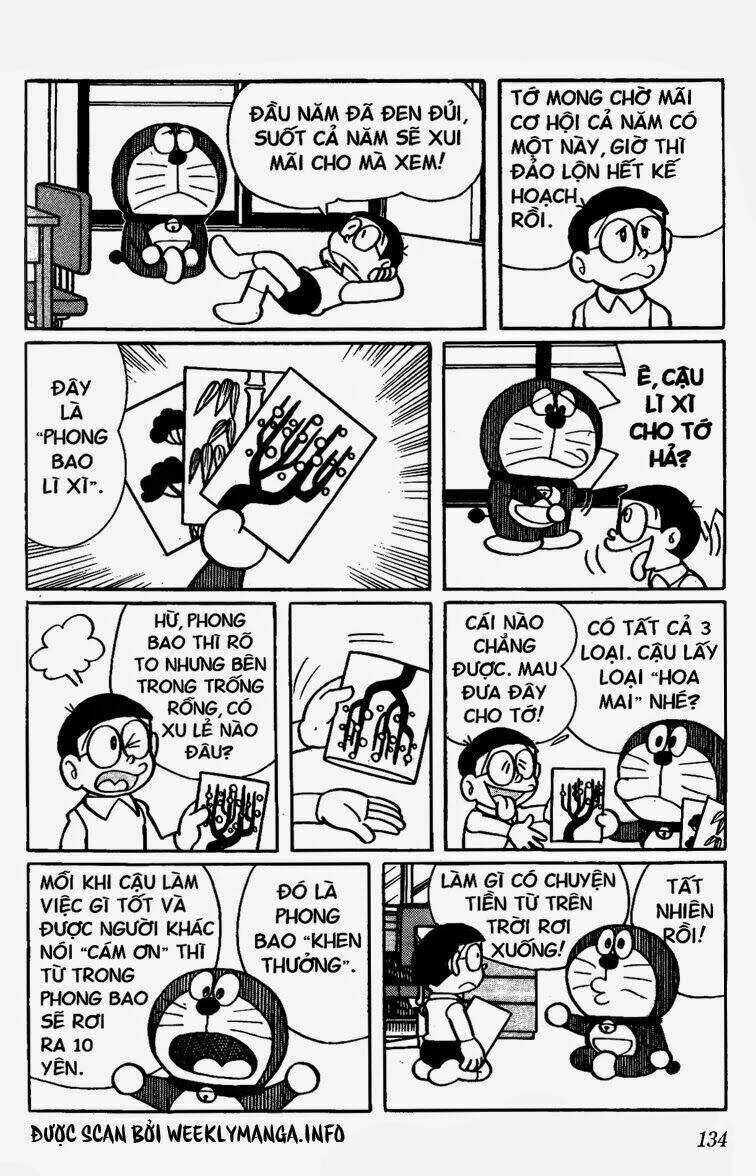 TỚ MONG CHỜ MÃI
CƠ HỘI CẢ NĂM CÓ
MỘT NÀY, GIỜ THÌ
ĐẢO LỘN HẾT KẾ
HOẠCH
RỒI.
ĐẦU NĂM ĐÃ ĐEN ĐỦI,
SUỐT CẢ NĂM SẼ XUI
MÃI CHO MÀ XEM!
Ê, CẬU
LÌ XÌ
CHO TỚ
HẢ?
ĐÂY
LÀ
"PHONG
BAO
LÌ XÌ".
CÓ TẤT CẢ 3
LOẠI. CẬU LẤY
LOẠI "HOA
MAI" NHÉ?
CÁI NÀO
CHẲNG
ĐƯỢC. MAU
ĐƯA ĐÂY
CHO TỚ!
HỪ, PHONG
BAO THÌ RÕ
TO NHƯNG BÊN
TRONG TRỐNG
RỖNG, CÓ
XU LẺ NÀO
ĐÂU?
TẤT
NHIÊN
RỒI!
LÀM GÌ CÓ CHUYỆN
TIỀN TỪ TRÊN
TRỜI RƠI
XUỐNG!
ĐÓ LÀ
PHONG
BAO "KHEN
THƯỞNG".
MỖI KHI CẬU LÀM
VIỆC GÌ TỐT VÀ
ĐƯỢC NGƯỜI KHÁC
NÓI "CÁM ƠN" THÌ
TỪ TRONG
PHONG BAO
SẼ RƠI
RA 10
YÊN.
ĐƯỢC SCAN BỞI WEEKLYMANGA.INFO
134